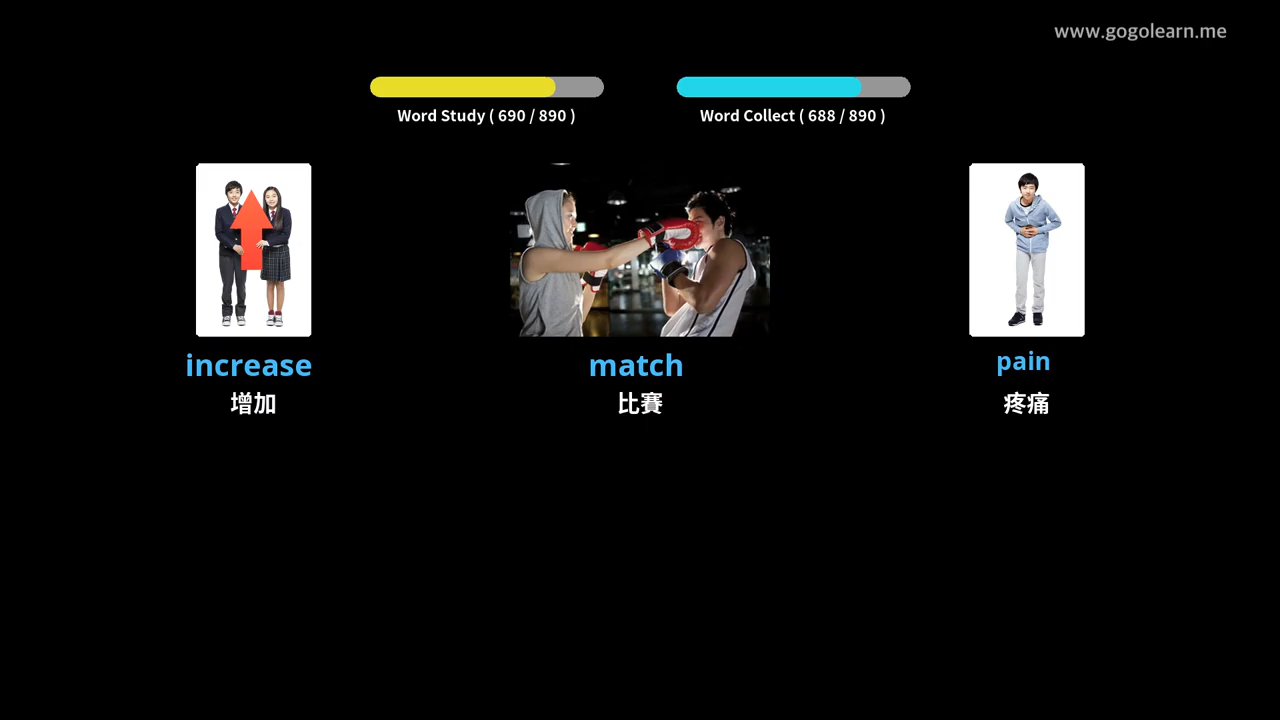 www.gogolearn.me
Word Study ( 690 / 890 )
Word Collect ( 688 / 890 )
increase
match
pain
增加
比賽
疼痛